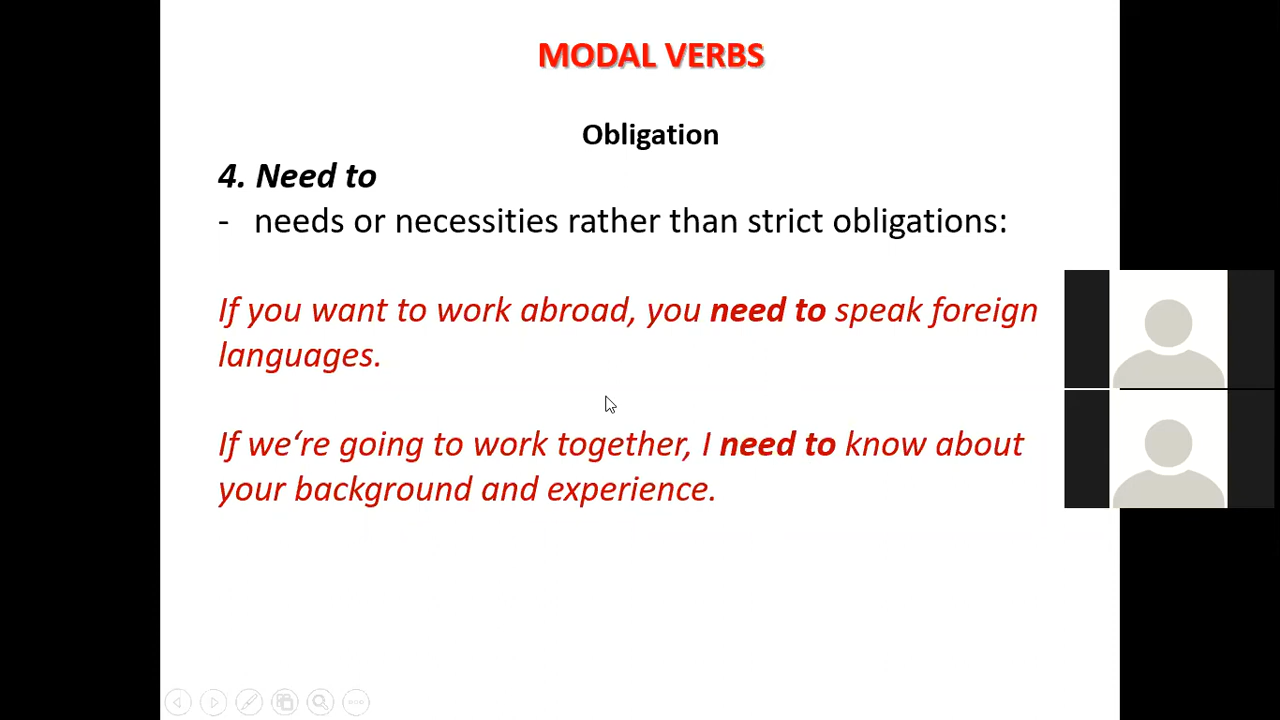 MODAL VERBS
Obligation
4. Need to
- needs or necessities rather than strict obligations:
If you want to work abroad, you need to speak foreign
languages.
If we‘re going to work together, I need to know about
your background and experience.